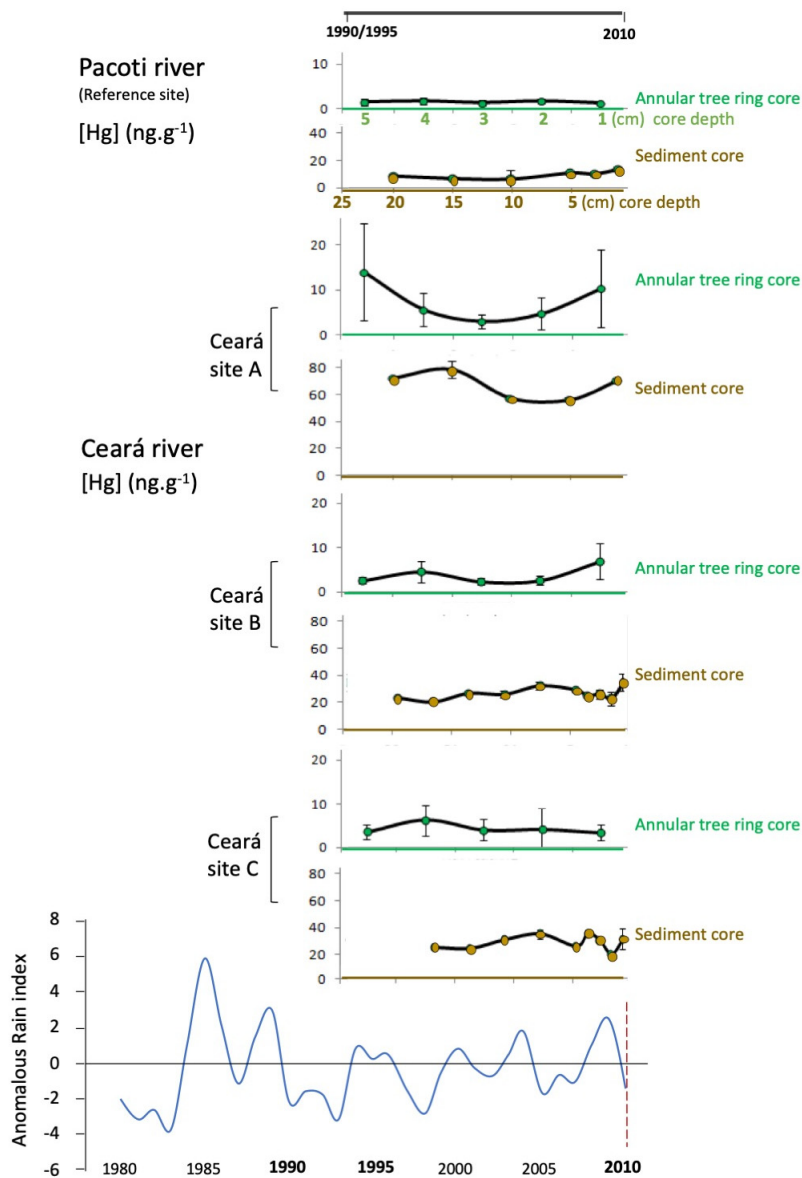 1990/1995 2010
Pacoti river
(Reference site)
[Hg] (ng.g-1)
10
0
Annular tree ring core
5 4 3 2 1 (cm) core depth
40
20
0
Sediment core
25 20 15 10 5 (cm) core depth
20
10
0
Annular tree ring core
Ceará
site A
80
60
40
20
0
Sediment core
Ceará river
[Hg] (ng.g-1)
20
10
0
Annular tree ring core
Ceará
site B
80
60
40
20
0
Sediment core
20
10
0
Annular tree ring core
Ceará
site C
80
60
40
20
0
Sediment core
Anomalous Rain index
8
6
4
2
0
-2
-4
-6
1980 1985 1990 1995 2000 2005 2010